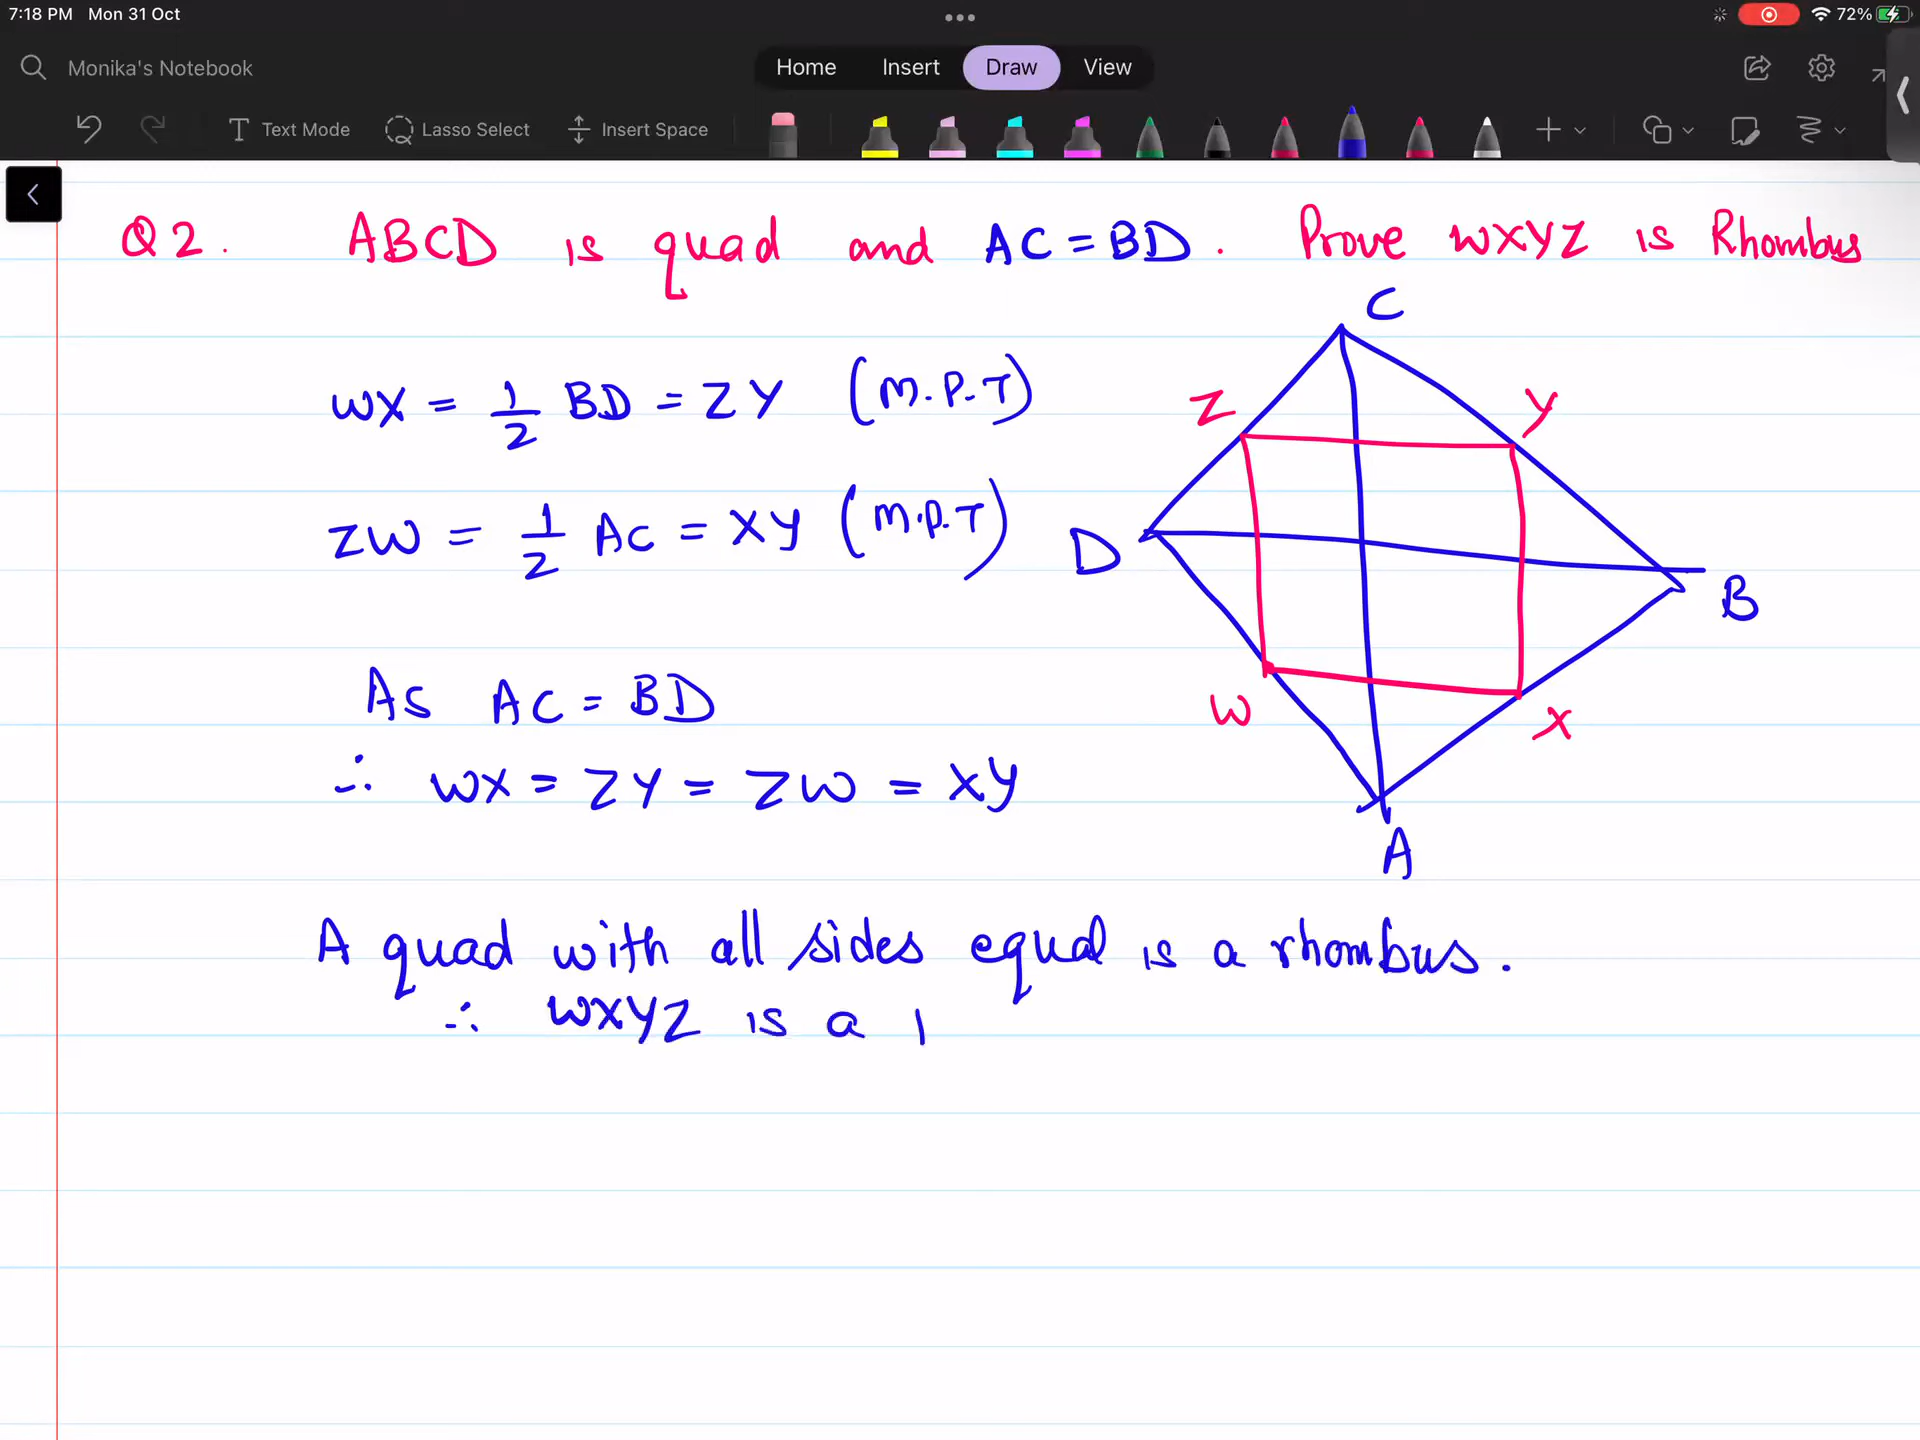 7:18 PM Mon 31 Oct
72%
Monika's Notebook
Home Insert Draw View
Text Mode Lasso Select Insert Space
Q2. ABCD is quad and AC = BD. Prove WXYZ is Rhombus
C
WX = 1/2 BD = ZY (M.P.T)
Z Y
ZW = 1/2 AC = XY (M.P.T)
D
B
As AC = BD
W X
∴ WX = ZY = ZW = XY
A
A quad with all sides equal is a rhombus.
∴ WXYZ is a